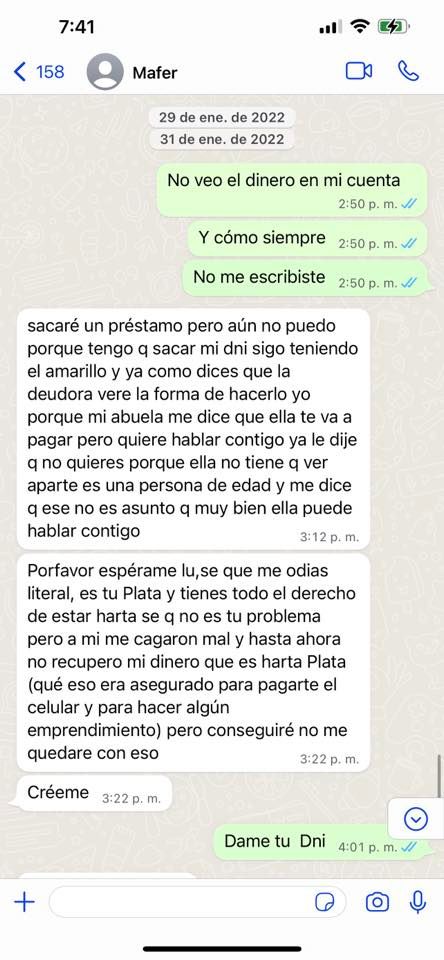 7:41
158
Mafer
29 de ene. de 2022
31 de ene. de 2022
No veo el dinero en mi cuenta
2:50 p. m.
Y cómo siempre 2:50 p. m.
No me escribiste 2:50 p. m.
sacaré un préstamo pero aún no puedo
porque tengo q sacar mi dni sigo teniendo
el amarillo y ya como dices que la
deudora vere la forma de hacerlo yo
porque mi abuela me dice que ella te va a
pagar pero quiere hablar contigo ya le dije
q no quieres porque ella no tiene q ver
aparte es una persona de edad y me dice
q ese no es asunto q muy bien ella puede
hablar contigo
3:12 p. m.
Porfavor espérame lu,se que me odias
literal, es tu Plata y tienes todo el derecho
de estar harta se q no es tu problema
pero a mi me cagaron mal y hasta ahora
no recupero mi dinero que es harta Plata
(qué eso era asegurado para pagarte el
celular y para hacer algún
emprendimiento) pero conseguiré no me
quedare con eso
3:22 p. m.
Créeme 3:22 p. m.
Dame tu Dni 4:01 p. m.